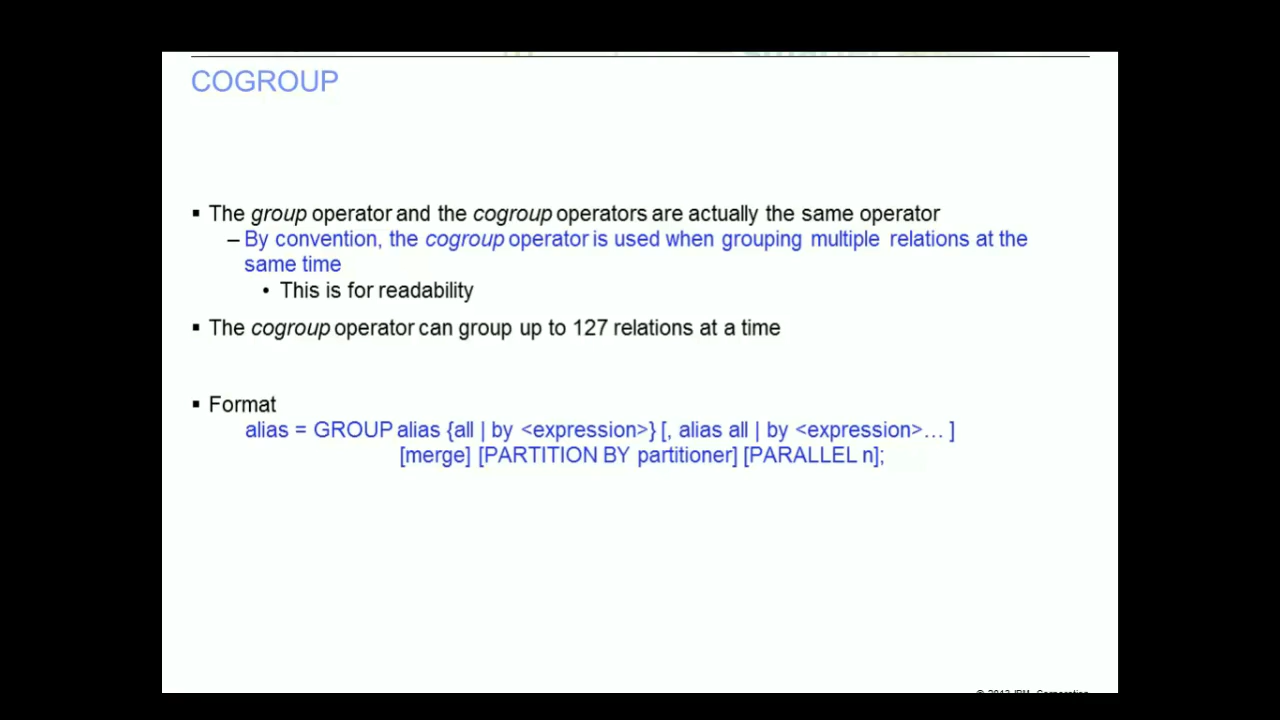 COGROUP
▪ The group operator and the cogroup operators are actually the same operator
– By convention, the cogroup operator is used when grouping multiple relations at the
same time
• This is for readability
▪ The cogroup operator can group up to 127 relations at a time
▪ Format
alias = GROUP alias {all | by <expression>} [, alias all | by <expression>… ]
[merge] [PARTITION BY partitioner] [PARALLEL n];